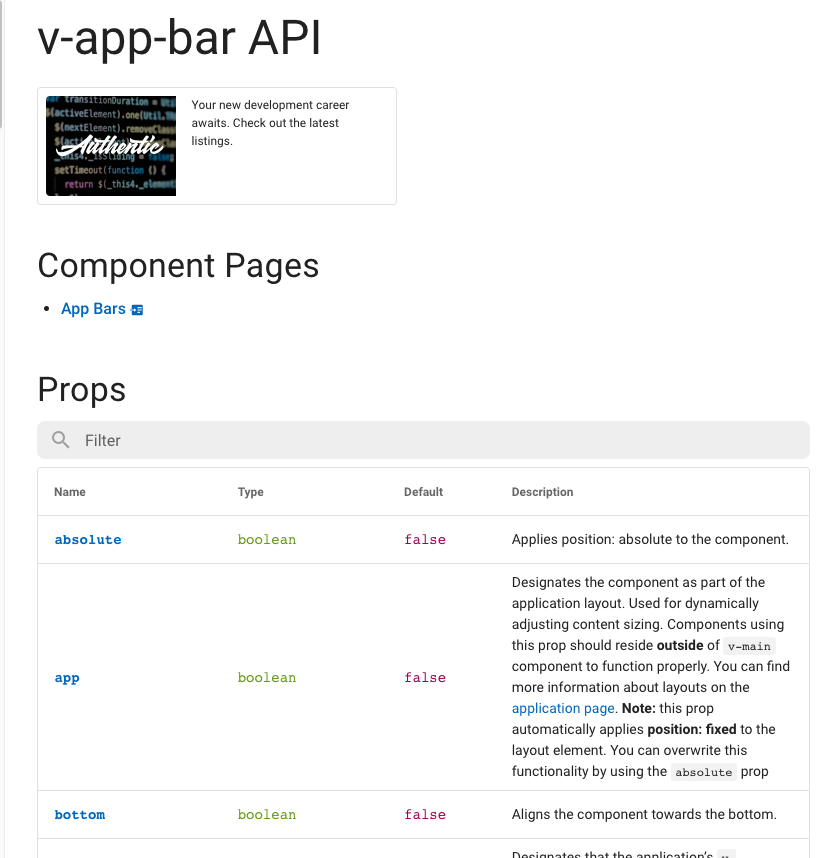 v-app-bar API
var transitionDuration = Uti
$(activeElement).one(Util.TRA
$(nextElement).removeClass
Authentic
_this4._isSliding = false
setTimeout(function () {
return $(_this4._element
Your new development career
awaits. Check out the latest
listings.
Component Pages
• App Bars
Props
Filter
Name Type Default Description
absolute boolean false Applies position: absolute to the component.
app boolean false Designates the component as part of the
application layout. Used for dynamically
adjusting content sizing. Components using
this prop should reside outside of v-main
component to function properly. You can find
more information about layouts on the
application page. Note: this prop
automatically applies position: fixed to the
layout element. You can overwrite this
functionality by using the absolute prop
bottom boolean false Aligns the component towards the bottom.
Designates that the application's v-